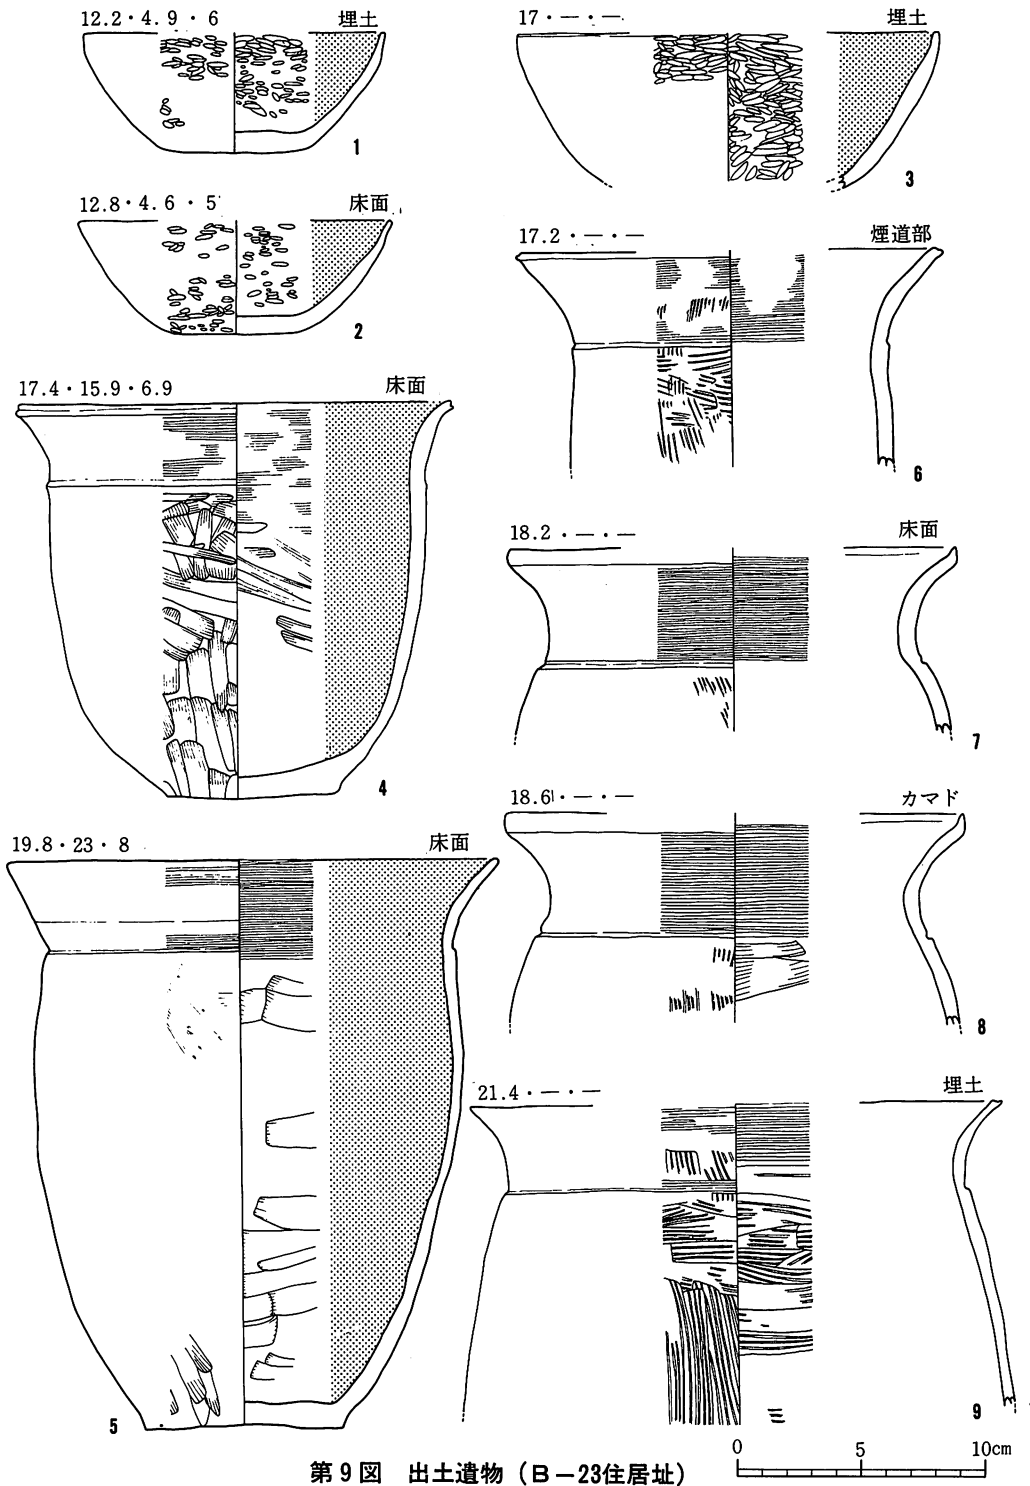 12.2・4.9・6 埋土
1
12.8・4.6・5 床面
2
17.4・15.9・6.9 床面
4
19.8・23・8 床面
5
17・―・― 埋土
3
17.2・―・― 煙道部
6
18.2・―・― 床面
7
18.6・―・― カマド
8
21.4・―・― 埋土
9
0 5 10cm
第9図 出土遺物（B－23住居址）